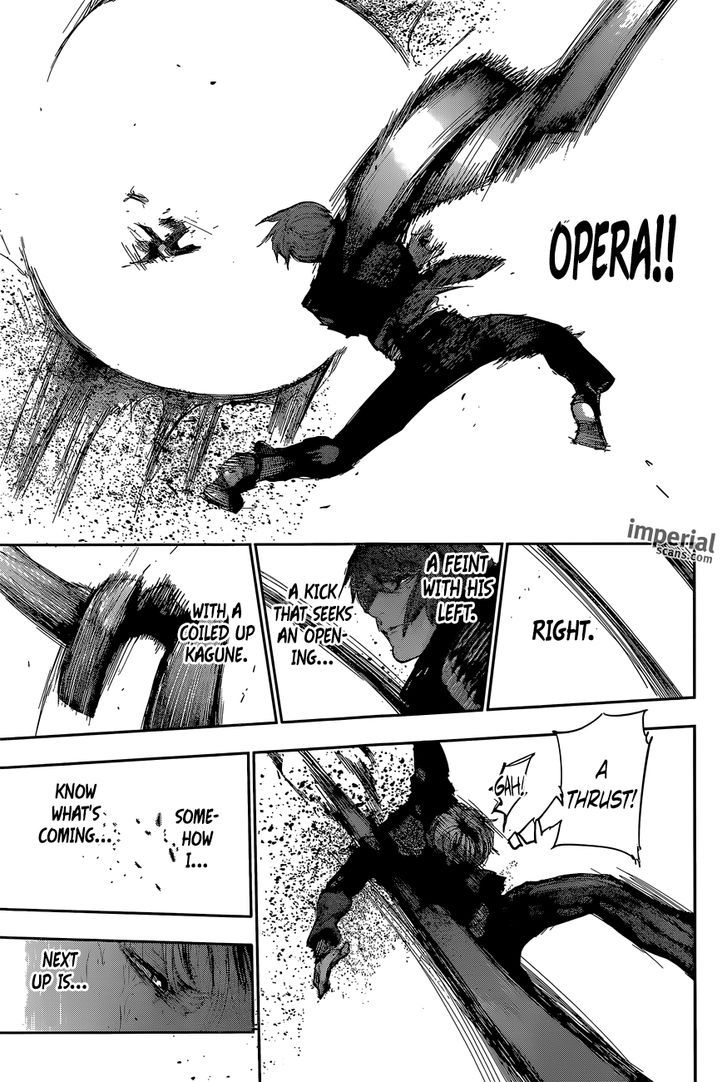 OPERA!!
imperial
scans.com
RIGHT.
A FEINT
WITH HIS
LEFT.
A KICK
THAT SEEKS
AN OPEN-
ING...
WITH A
COILED UP
KAGUNE.
A
THRUST!
-GAH!
SOME-
HOW I...
KNOW
WHAT'S
COMING...
NEXT
UP IS...